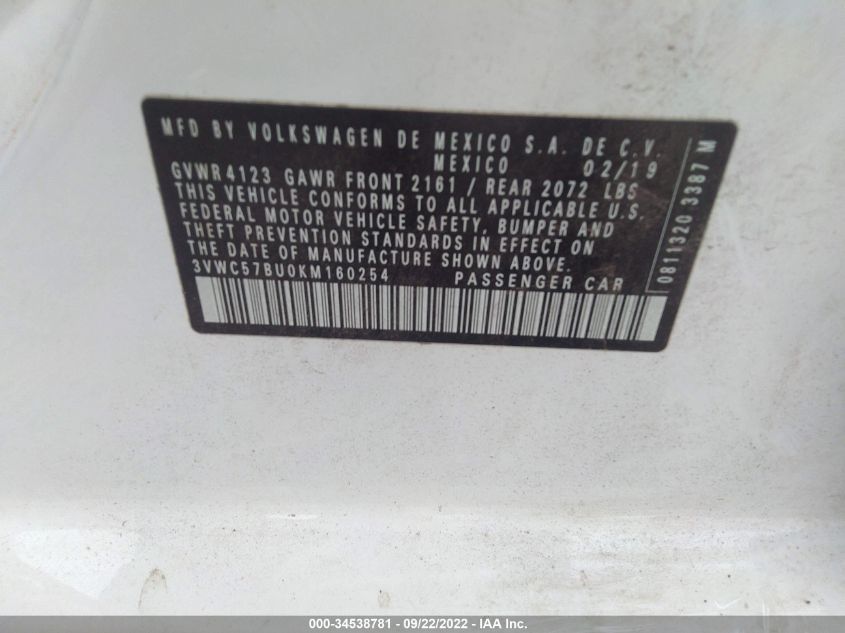 MFD BY VOLKSWAGEN DE MEXICO S.A. DE C.V.
MEXICO 02/19
GVWR 4123 GAWR FRONT 2161 / REAR 2072 LBS
THIS VEHICLE CONFORMS TO ALL APPLICABLE U.S.
FEDERAL MOTOR VEHICLE SAFETY, BUMPER AND
THEFT PREVENTION STANDARDS IN EFFECT ON
THE DATE OF MANUFACTURE SHOWN ABOVE.
3VWC57BU0KM160254 PASSENGER CAR
0811320 3387 M
000-34538781 - 09/22/2022 - IAA Inc.